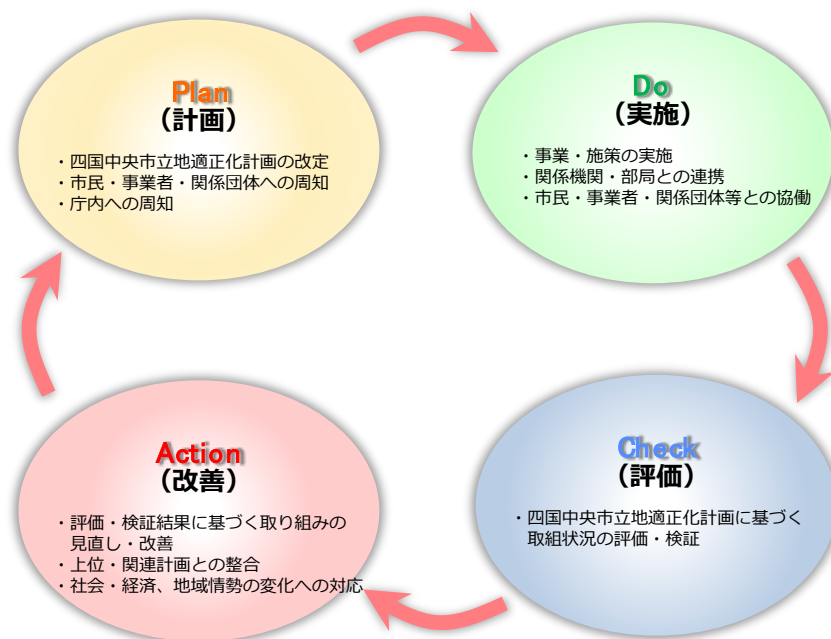 Plan
（計画）
・四国中央市立地適正化計画の改定
・市民・事業者・関係団体への周知
・庁内への周知
Do
（実施）
・事業・施策の実施
・関係機関・部局との連携
・市民・事業者・関係団体等との協働
Check
（評価）
・四国中央市立地適正化計画に基づく
取組状況の評価・検証
Action
（改善）
・評価・検証結果に基づく取り組みの
見直し・改善
・上位・関連計画との整合
・社会・経済、地域情勢の変化への対応